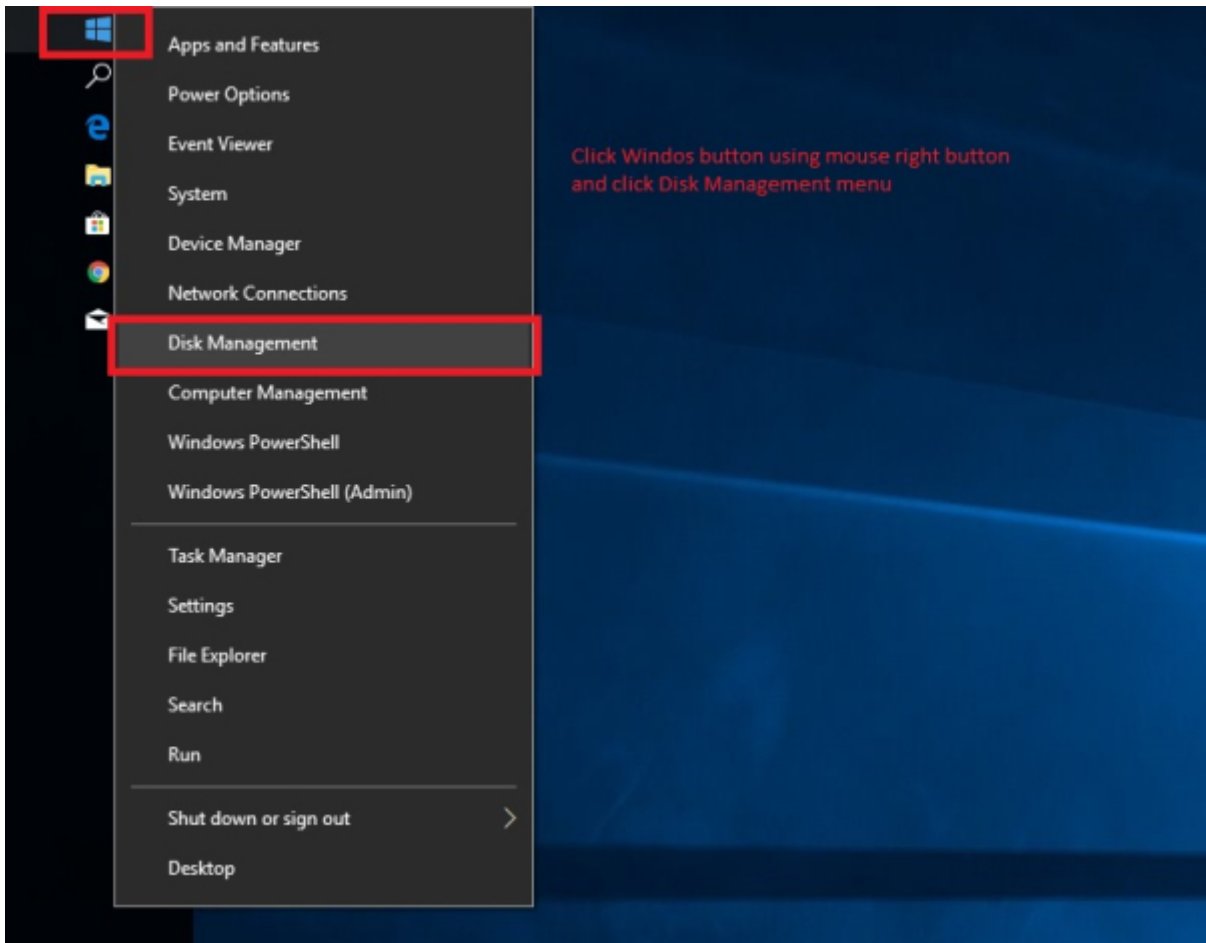 Apps and Features
Power Options
Event Viewer
Click Windos button using mouse right button
and click Disk Management menu
System
Device Manager
Network Connections
Disk Management
Computer Management
Windows PowerShell
Windows PowerShell (Admin)
Task Manager
Settings
File Explorer
Search
Run
Shut down or sign out
Desktop